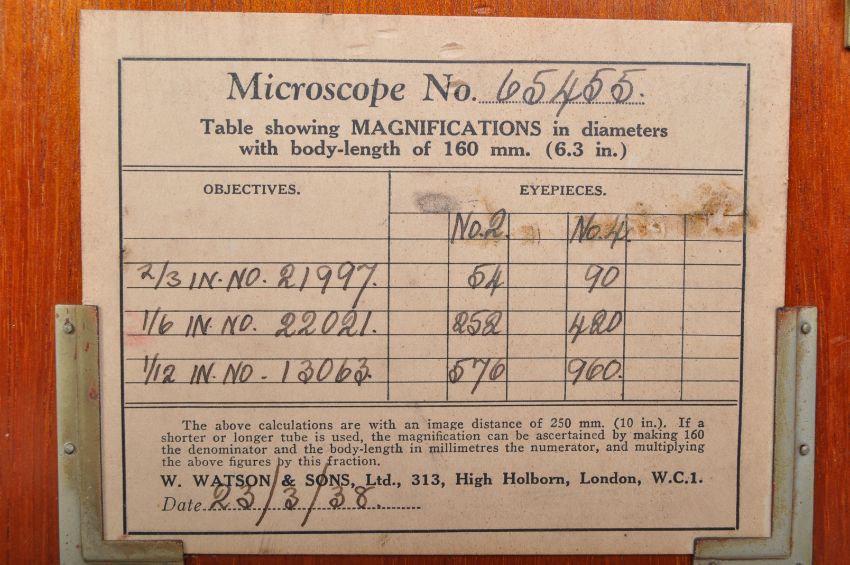 Microscope No. 65455.
Table showing MAGNIFICATIONS in diameters
with body-length of 160 mm. (6.3 in.)
OBJECTIVES. EYEPIECES.
No.2. No.4.
2/3 IN. NO. 21997. 54 90
1/6 IN. NO. 22021. 252 420
1/12 IN. NO. 13063. 576 960.
The above calculations are with an image distance of 250 mm. (10 in.). If a
shorter or longer tube is used, the magnification can be ascertained by making 160
the denominator and the body-length in millimetres the numerator, and multiplying
the above figures by this fraction.
W. WATSON & SONS, Ltd., 313, High Holborn, London, W.C.1.
Date 23/3/38.